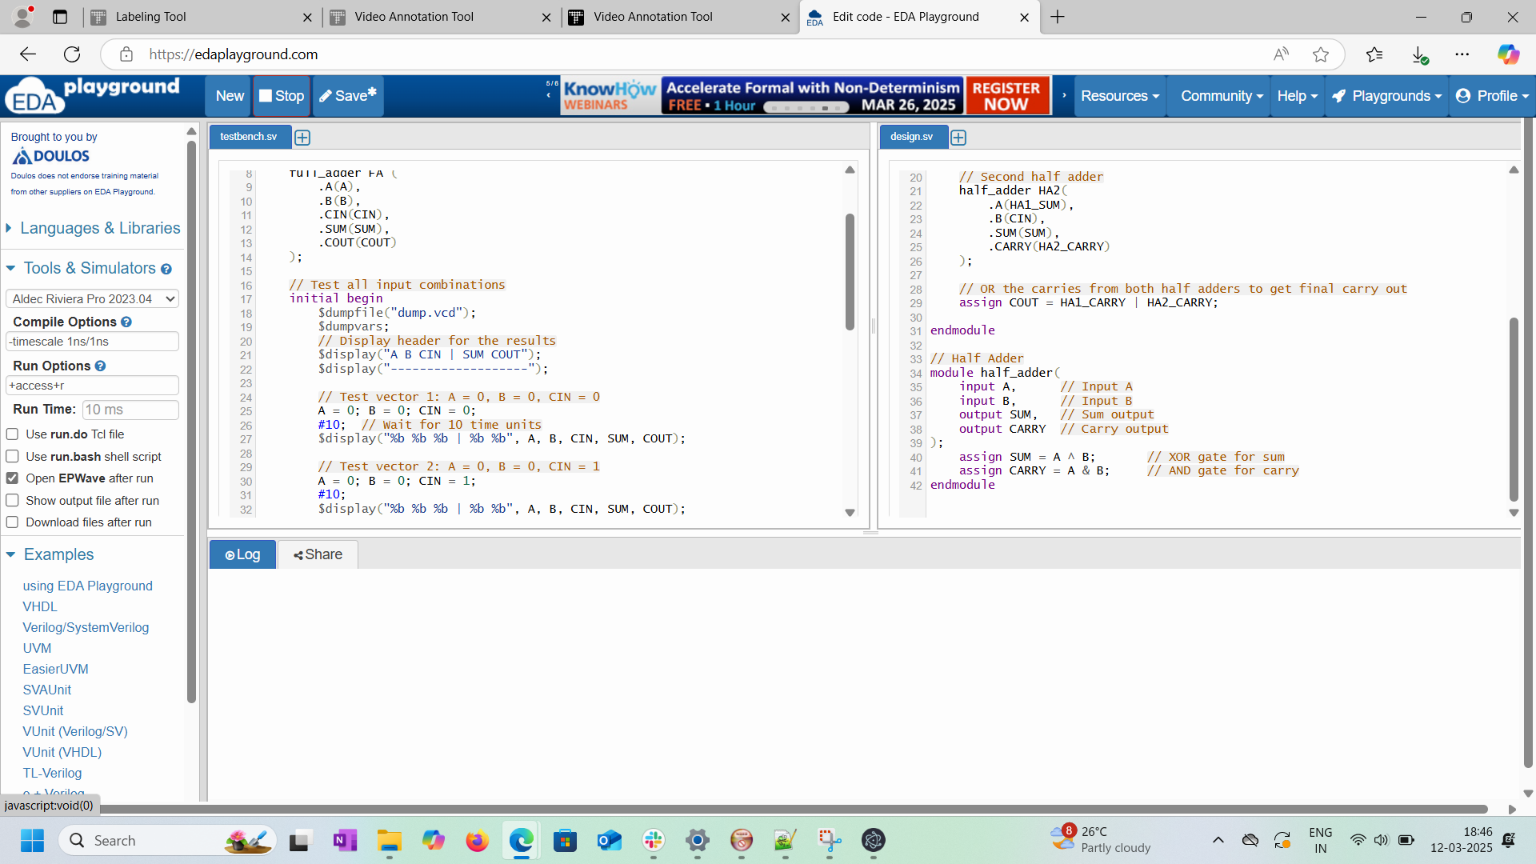 Labeling Tool
Video Annotation Tool
Video Annotation Tool
EDA
Edit code - EDA Playground
https://edaplayground.com
EDA playground
New
Stop
Save*
5/6
KnowHow
WEBINARS
Accelerate Formal with Non-Determinism
FREE • 1 Hour
MAR 26, 2025
REGISTER
NOW
Resources
Community
Help
Playgrounds
Profile
Brought to you by
DOULOS
Doulos does not endorse training material
from other suppliers on EDA Playground.
Languages & Libraries
Tools & Simulators
Aldec Riviera Pro 2023.04
Compile Options
-timescale 1ns/1ns
Run Options
+access+r
Run Time: 10 ms
Use run.do Tcl file
Use run.bash shell script
Open EPWave after run
Show output file after run
Download files after run
Examples
using EDA Playground
VHDL
Verilog/SystemVerilog
UVM
EasierUVM
SVAUnit
SVUnit
VUnit (Verilog/SV)
VUnit (VHDL)
TL-Verilog
e + Verilog
javascript:void(0)
testbench.sv
8 full_adder FA (
9 .A(A),
10 .B(B),
11 .CIN(CIN),
12 .SUM(SUM),
13 .COUT(COUT)
14 );
15
16 // Test all input combinations
17 initial begin
18 $dumpfile("dump.vcd");
19 $dumpvars;
20 // Display header for the results
21 $display("A B CIN | SUM COUT");
22 $display("-------------------");
23
24 // Test vector 1: A = 0, B = 0, CIN = 0
25 A = 0; B = 0; CIN = 0;
26 #10; // Wait for 10 time units
27 $display("%b %b %b | %b %b", A, B, CIN, SUM, COUT);
28
29 // Test vector 2: A = 0, B = 0, CIN = 1
30 A = 0; B = 0; CIN = 1;
31 #10;
32 $display("%b %b %b | %b %b", A, B, CIN, SUM, COUT);
design.sv
20 // Second half adder
21 half_adder HA2(
22 .A(HA1_SUM),
23 .B(CIN),
24 .SUM(SUM),
25 .CARRY(HA2_CARRY)
26 );
27
28 // OR the carries from both half adders to get final carry out
29 assign COUT = HA1_CARRY | HA2_CARRY;
30
31 endmodule
32
33 // Half Adder
34 module half_adder(
35 input A, // Input A
36 input B, // Input B
37 output SUM, // Sum output
38 output CARRY // Carry output
39 );
40 assign SUM = A ^ B; // XOR gate for sum
41 assign CARRY = A & B; // AND gate for carry
42 endmodule
Log
Share
Search
8
26°C
Partly cloudy
ENG
IN
18:46
12-03-2025